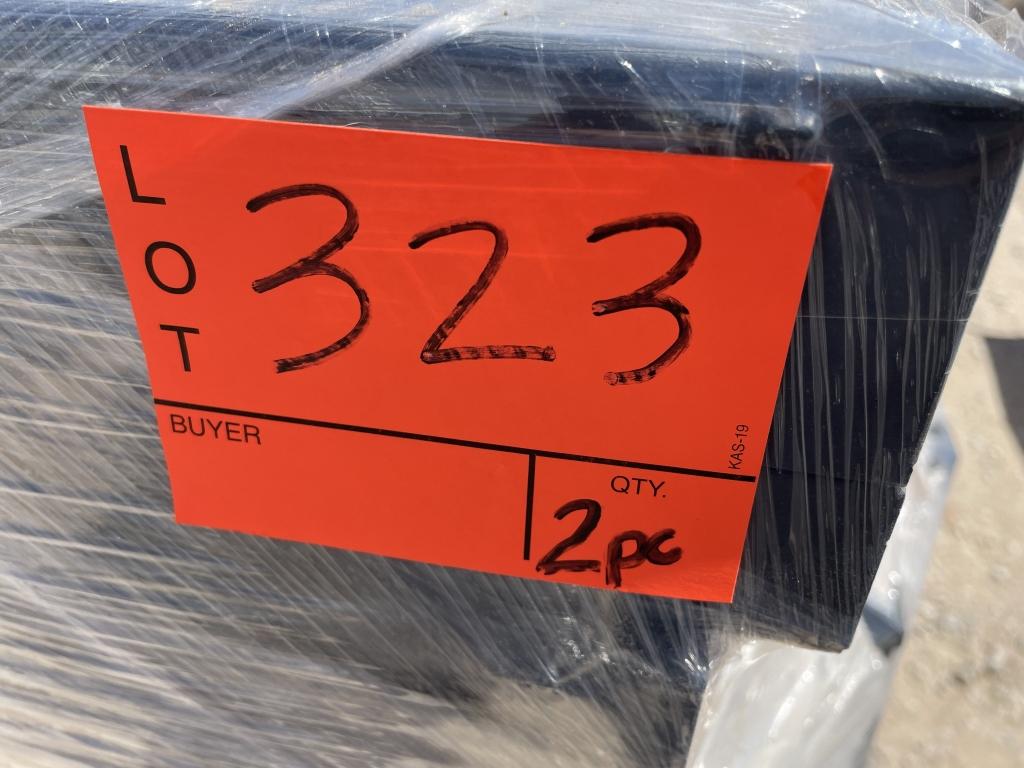 LOT 323
BUYER
QTY.
2pc
KAS-19